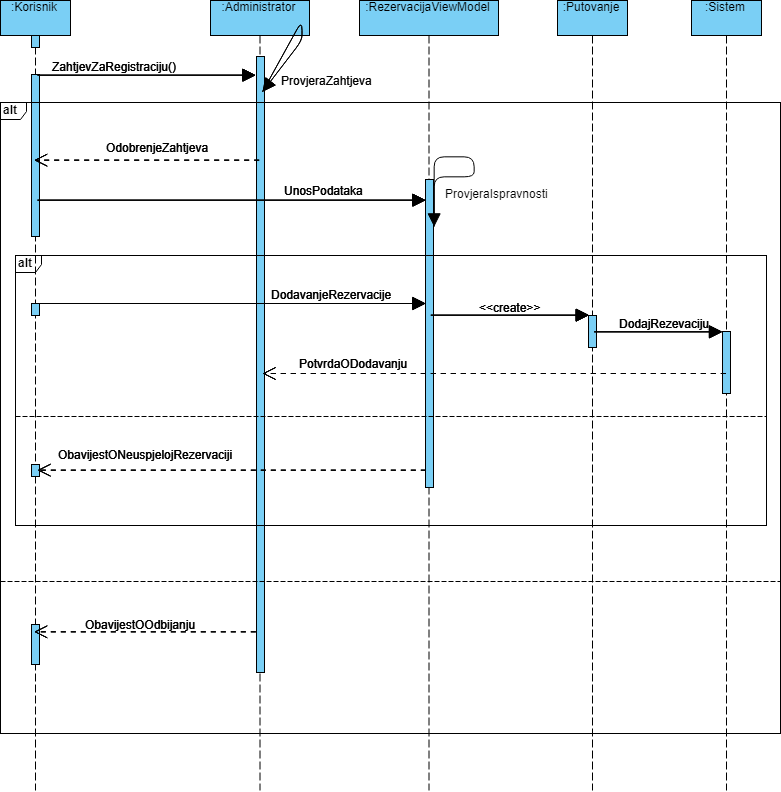 :Korisnik
:Administrator
:RezervacijaViewModel
:Putovanje
:Sistem
ZahtjevZaRegistraciju()
ProvjeraZahtjeva
alt
OdobrenjeZahtjeva
UnosPodataka
ProvjeraIspravnosti
alt
DodavanjeRezervacije
<<create>>
DodajRezevaciju
PotvrdaODodavanju
ObavijestONeuspjelojRezervaciji
ObavijestOOdbijanju